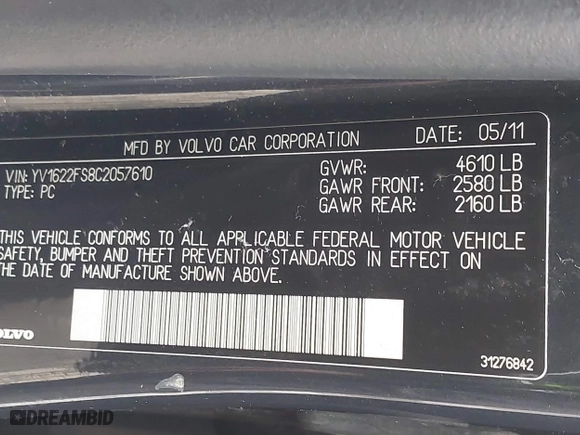 MFD BY VOLVO CAR CORPORATION DATE: 05/11
VIN: YV1622FS8C2057610 GVWR: 4610 LB
TYPE: PC GAWR FRONT: 2580 LB
GAWR REAR: 2160 LB
THIS VEHICLE CONFORMS TO ALL APPLICABLE FEDERAL MOTOR VEHICLE
SAFETY, BUMPER AND THEFT PREVENTION STANDARDS IN EFFECT ON
THE DATE OF MANUFACTURE SHOWN ABOVE.
VOLVO 31276842
DREAMBID